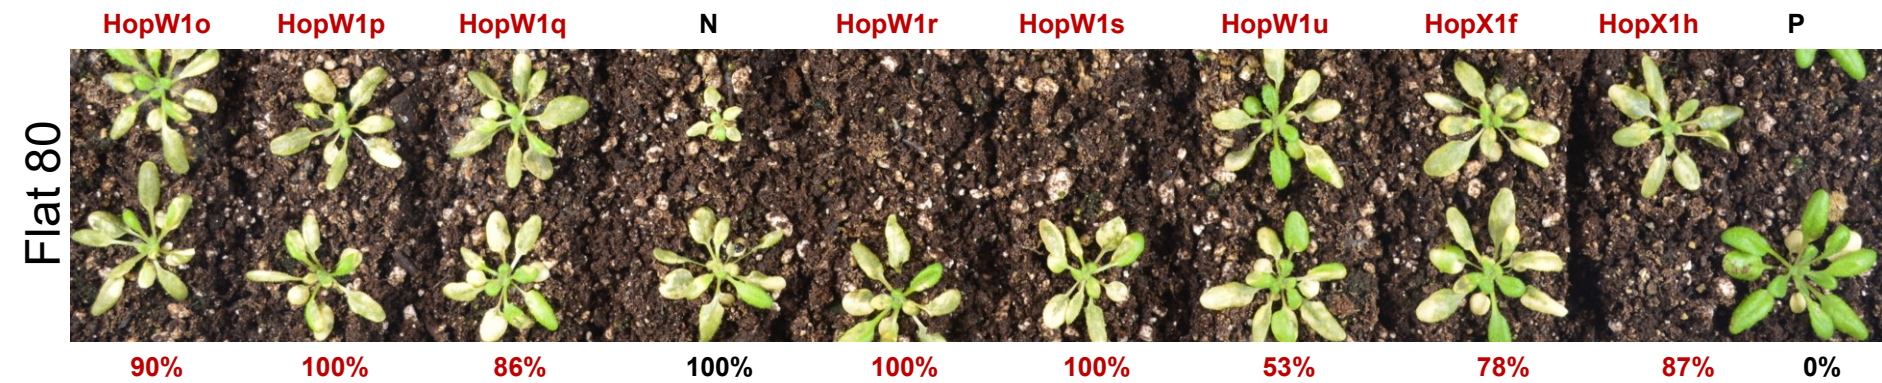 HopW1o HopW1p HopW1q N HopW1r HopW1s HopW1u HopX1f HopX1h P
Flat 80
90% 100% 86% 100% 100% 100% 53% 78% 87% 0%